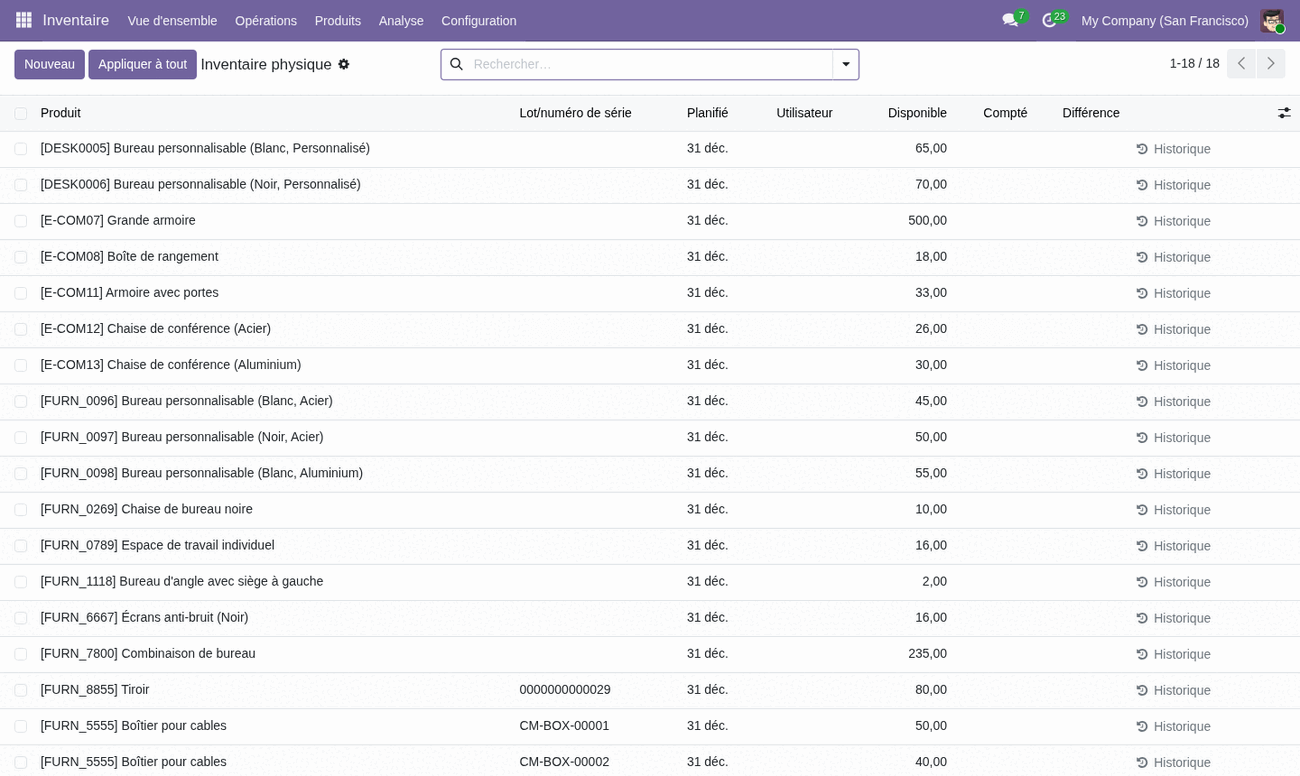 Inventaire Vue d'ensemble Opérations Produits Analyse Configuration 7 23 My Company (San Francisco)
Nouveau Appliquer à tout Inventaire physique Rechercher... 1-18 / 18
Produit Lot/numéro de série Planifié Utilisateur Disponible Compté Différence
[DESK0005] Bureau personnalisable (Blanc, Personnalisé) 31 déc. 65,00 Historique
[DESK0006] Bureau personnalisable (Noir, Personnalisé) 31 déc. 70,00 Historique
[E-COM07] Grande armoire 31 déc. 500,00 Historique
[E-COM08] Boîte de rangement 31 déc. 18,00 Historique
[E-COM11] Armoire avec portes 31 déc. 33,00 Historique
[E-COM12] Chaise de conférence (Acier) 31 déc. 26,00 Historique
[E-COM13] Chaise de conférence (Aluminium) 31 déc. 30,00 Historique
[FURN_0096] Bureau personnalisable (Blanc, Acier) 31 déc. 45,00 Historique
[FURN_0097] Bureau personnalisable (Noir, Acier) 31 déc. 50,00 Historique
[FURN_0098] Bureau personnalisable (Blanc, Aluminium) 31 déc. 55,00 Historique
[FURN_0269] Chaise de bureau noire 31 déc. 10,00 Historique
[FURN_0789] Espace de travail individuel 31 déc. 16,00 Historique
[FURN_1118] Bureau d'angle avec siège à gauche 31 déc. 2,00 Historique
[FURN_6667] Écrans anti-bruit (Noir) 31 déc. 16,00 Historique
[FURN_7800] Combinaison de bureau 31 déc. 235,00 Historique
[FURN_8855] Tiroir 0000000000029 31 déc. 80,00 Historique
[FURN_5555] Boîtier pour cables CM-BOX-00001 31 déc. 50,00 Historique
[FURN_5555] Boîtier pour cables CM-BOX-00002 31 déc. 40,00 Historique